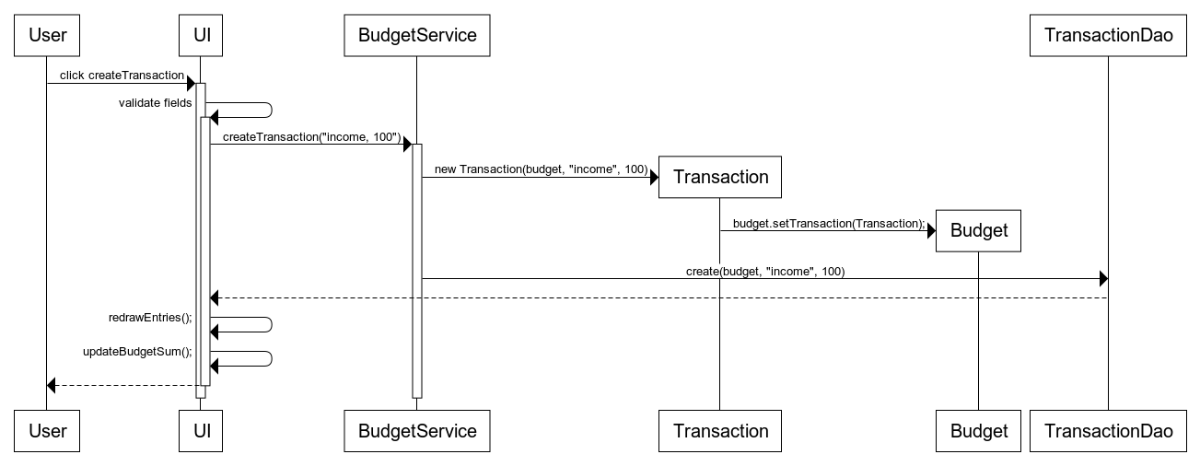 User
UI
BudgetService
TransactionDao
click createTransaction
validate fields
createTransaction("income, 100")
new Transaction(budget, "income", 100)
Transaction
budget.setTransaction(Transaction);
Budget
create(budget, "income", 100)
redrawEntries();
updateBudgetSum();
User
UI
BudgetService
Transaction
Budget
TransactionDao